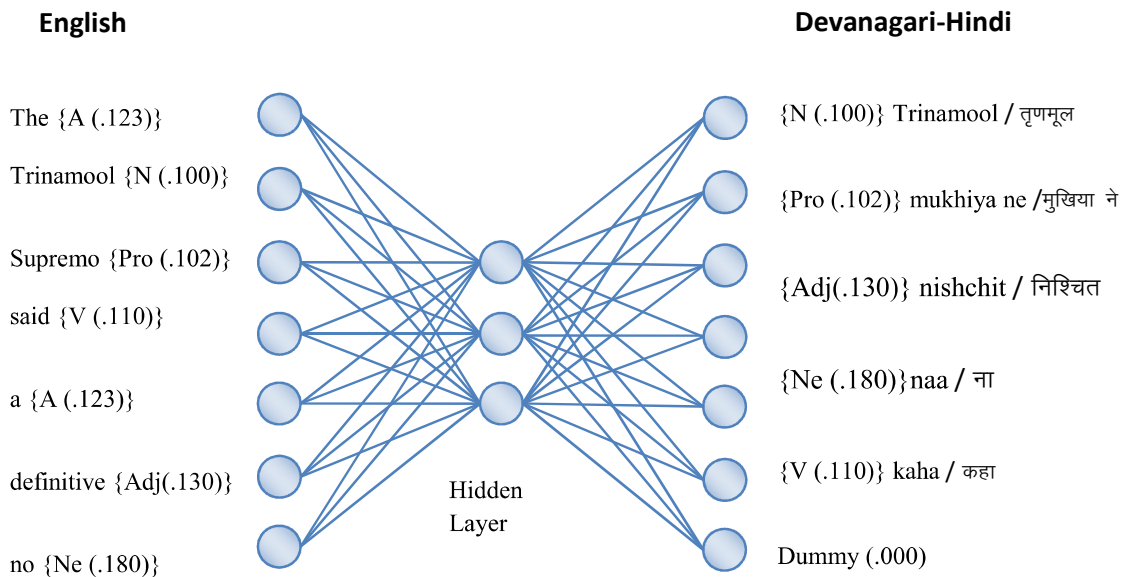 English
Devanagari-Hindi
The {A (.123)}
Trinamool {N (.100)}
Supremo {Pro (.102)}
said {V (.110)}
a {A (.123)}
definitive {Adj(.130)}
no {Ne (.180)}
Hidden
Layer
{N (.100)} Trinamool / तृणमूल
{Pro (.102)} mukhiya ne /मुखिया ने
{Adj(.130)} nishchit / निश्चित
{Ne (.180)}naa / ना
{V (.110)} kaha / कहा
Dummy (.000)